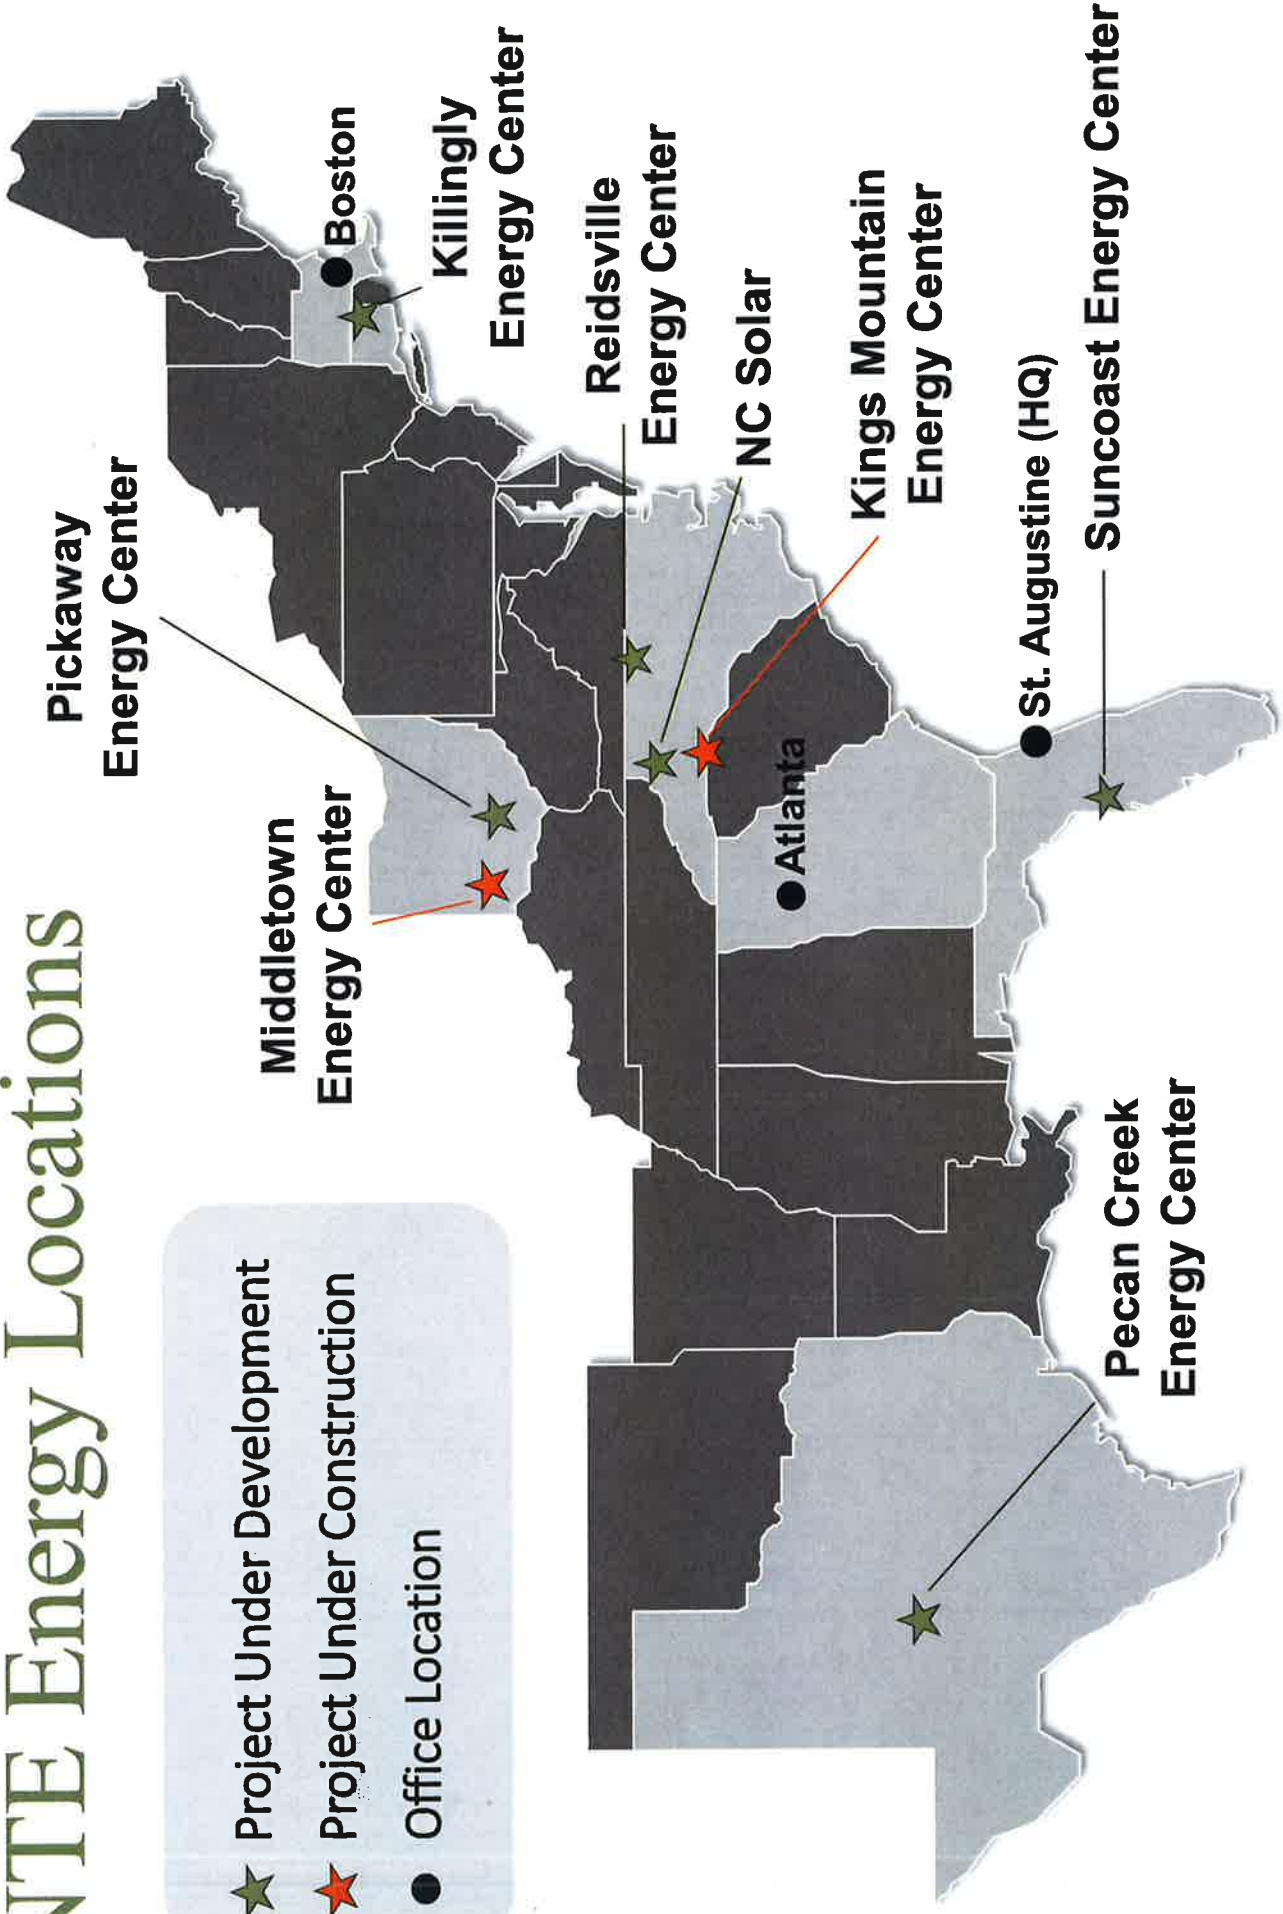 NTE Energy Locations
Project Under Development
Project Under Construction
Office Location
Pickaway
Energy Center
Middletown
Energy Center
Boston
Killingly
Energy Center
Reidsville
Energy Center
NC Solar
Kings Mountain
Energy Center
Atlanta
St. Augustine (HQ)
Suncoast Energy Center
Pecan Creek
Energy Center